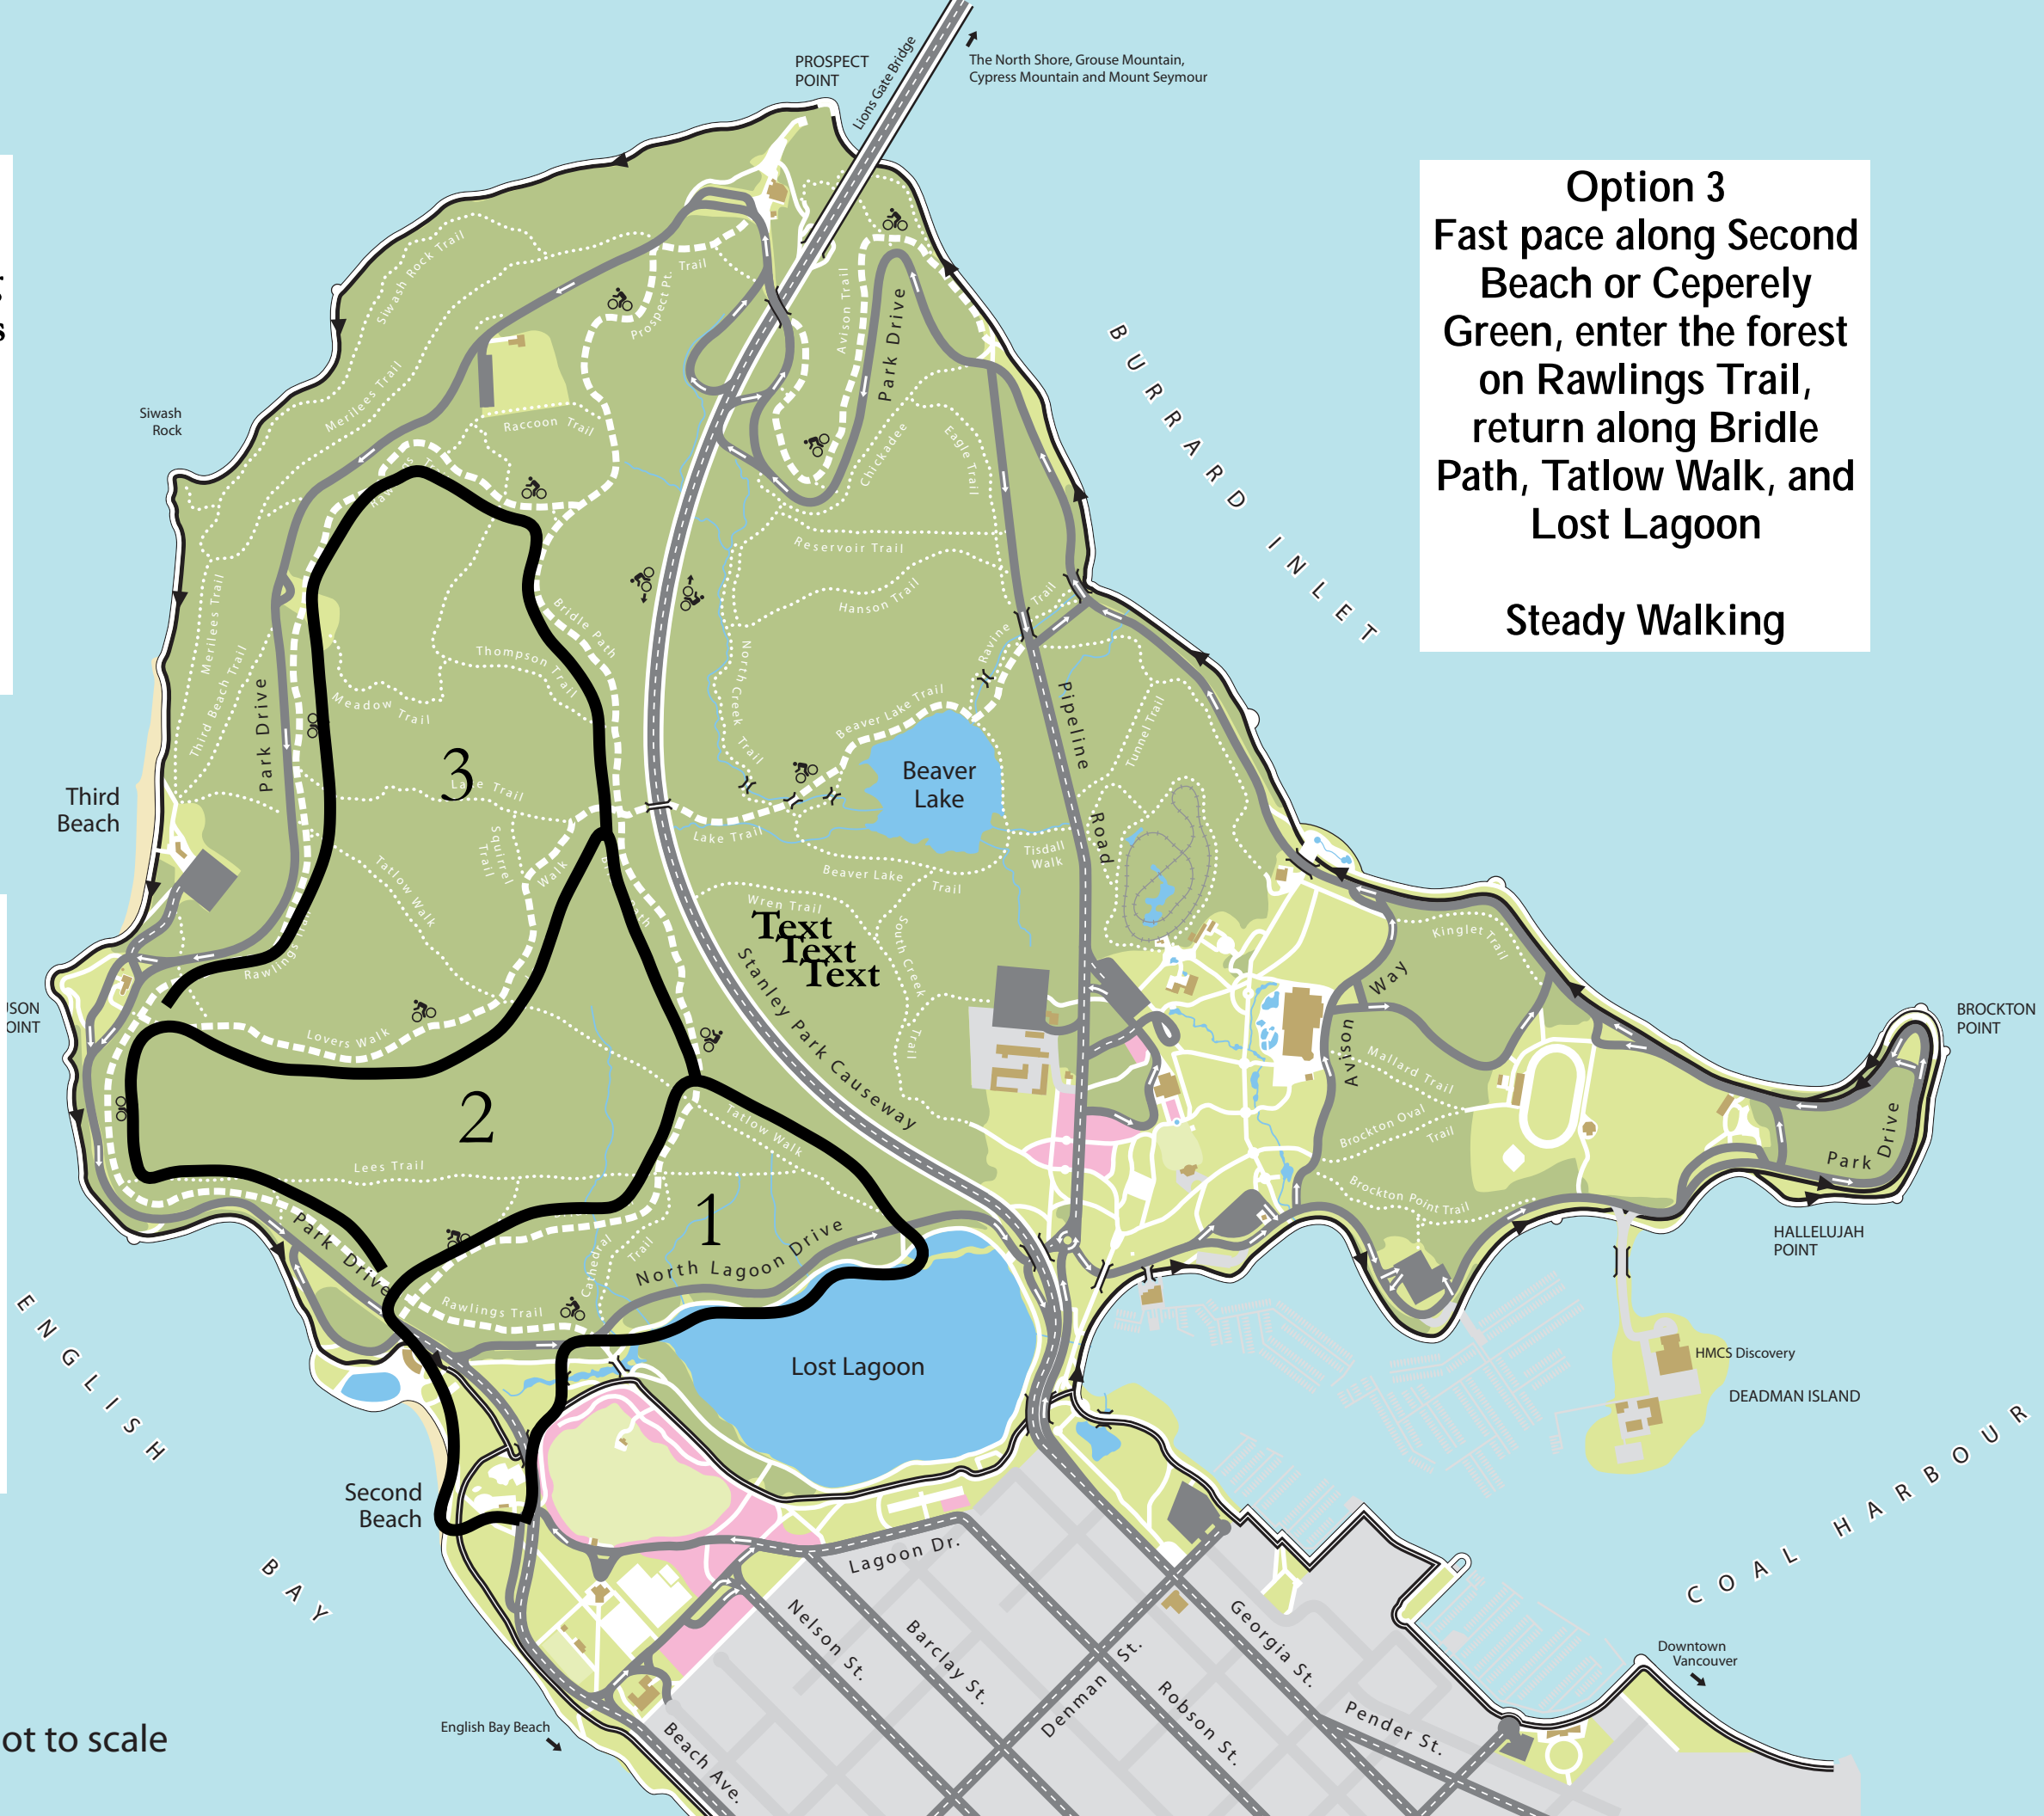 PROSPECT
POINT
Lions Gate Bridge
The North Shore, Grouse Mountain,
Cypress Mountain and Mount Seymour
Option 3
Fast pace along Second
Beach or Ceperely
Green, enter the forest
on Rawlings Trail,
return along Bridle
Path, Tatlow Walk, and
Lost Lagoon
Steady Walking
Siwash Rock Trail
Prospect Pt. Trail
Avison Trail
Park Drive
BURRARD INLET
Merilees Trail
Siwash
Rock
Raccoon Trail
Chickadee
Eagle Trail
Reservoir Trail
Hanson Trail
Ravine Trail
Bridle Path
Thompson Trail
Meadow Trail
Merilees Trail
Third Beach Trail
Park Drive
North Creek Trail
Beaver Lake Trail
Pipeline Road
Tunnel Trail
Third
Beach
3
Lake Trail
Beaver
Lake
Lake Trail
Squirrel
Trail
Walk
Tatlow Walk
Tisdall
Walk
Beaver Lake Trail
Wren Trail
South Creek Trail
Text
Text
Text
Stanley Park Causeway
Kinglet Trail
Avison Way
Rawlings
Lovers Walk
BROCKTON
POINT
POINT
Mallard Trail
Brockton Oval
Trail
Brockton Point Trail
Park Drive
HALLELUJAH
POINT
2
Tatlow Walk
Lees Trail
1
Park Drive
Cathedral
Trail
North Lagoon Drive
Rawlings Trail
Lost Lagoon
HMCS Discovery
DEADMAN ISLAND
ENGLISH BAY
Second
Beach
COAL HARBOUR
Lagoon Dr.
Nelson St.
Barclay St.
Denman St.
Robson St.
Georgia St.
Pender St.
Downtown
Vancouver
English Bay Beach
Beach Ave.
ot to scale